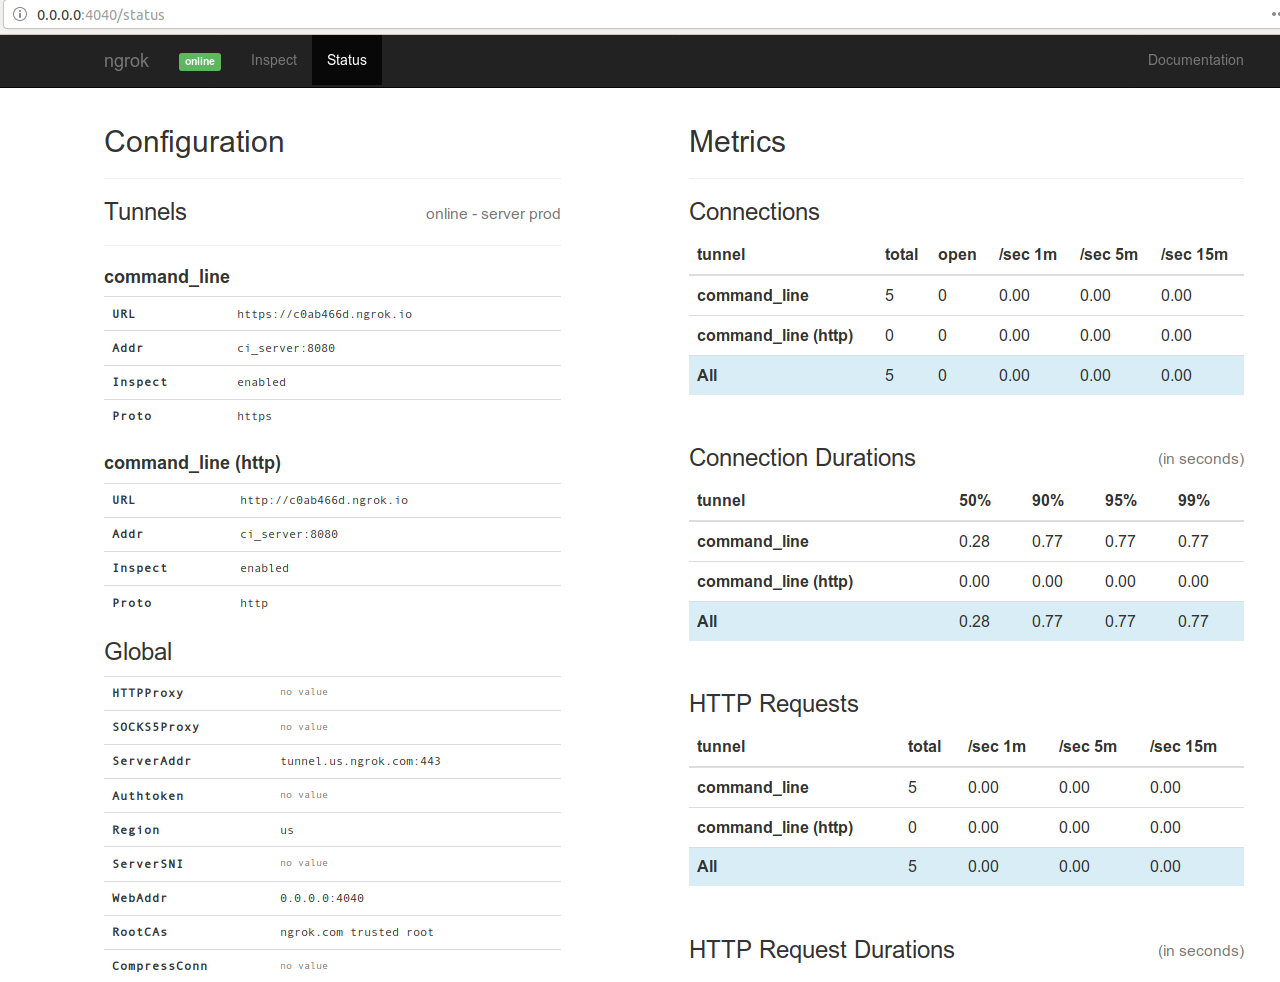 0.0.0.0:4040/status
ngrok online Inspect Status Documentation
Configuration
Tunnels online - server prod
command_line
URL https://c0ab466d.ngrok.io
Addr ci_server:8080
Inspect enabled
Proto https
command_line (http)
URL http://c0ab466d.ngrok.io
Addr ci_server:8080
Inspect enabled
Proto http
Global
HTTPProxy no value
SOCKS5Proxy no value
ServerAddr tunnel.us.ngrok.com:443
Authtoken no value
Region us
ServerSNI no value
WebAddr 0.0.0.0:4040
RootCAs ngrok.com trusted root
CompressConn no value
Metrics
Connections
tunnel total open /sec 1m /sec 5m /sec 15m
command_line 5 0 0.00 0.00 0.00
command_line (http) 0 0 0.00 0.00 0.00
All 5 0 0.00 0.00 0.00
Connection Durations (in seconds)
tunnel 50% 90% 95% 99%
command_line 0.28 0.77 0.77 0.77
command_line (http) 0.00 0.00 0.00 0.00
All 0.28 0.77 0.77 0.77
HTTP Requests
tunnel total /sec 1m /sec 5m /sec 15m
command_line 5 0.00 0.00 0.00
command_line (http) 0 0.00 0.00 0.00
All 5 0.00 0.00 0.00
HTTP Request Durations (in seconds)